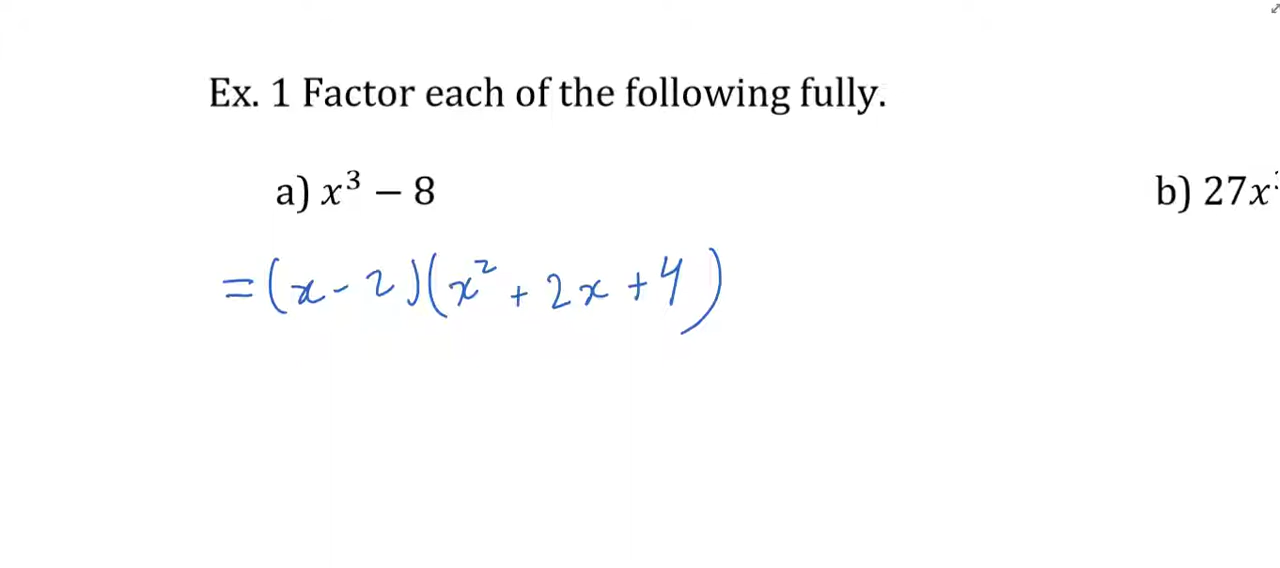 Ex. 1 Factor each of the following fully.
a) x³ − 8
b) 27x
=(x-2)(x²+2x+4)